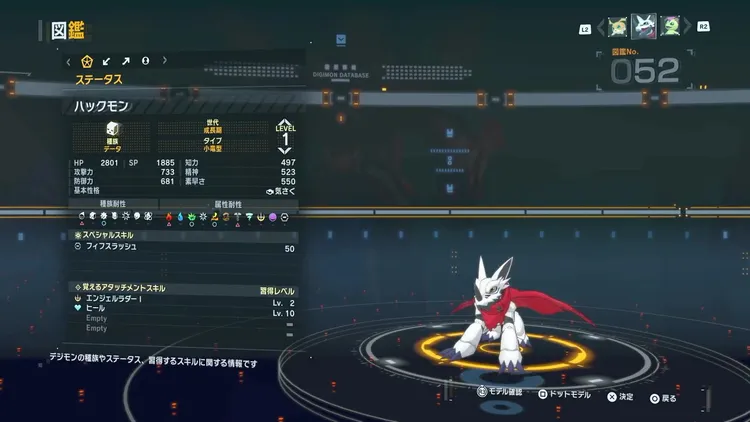 図鑑
L2
R2
図鑑No.
052
ステータス
DIGIMON DATABASE
ハックモン
種族
データ
世代
成長期
タイプ
小竜型
LEVEL
1
HP 2801 SP 1885 知力 497
攻撃力 733 精神 523
防御力 681 素早さ 550
基本性格 気さく
種族耐性 属性耐性
スペシャルスキル
フィフスラッシュ 50
覚えるアタッチメントスキル 習得レベル
エンジェルラダーI Lv. 2
ヒール Lv. 10
Empty
Empty
デジモンの種族やステータス、習得するスキルに関する情報です
R3 モデル確認 ドットモデル 決定 戻る